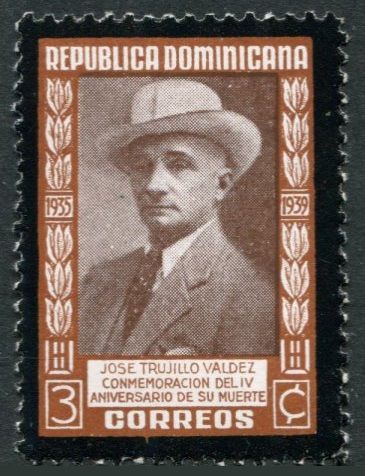 REPUBLICA DOMINICANA
1935 1939
JOSE TRUJILLO VALDEZ
CONMEMORACION DEL IV
ANIVERSARIO DE SU MUERTE
3 ¢
CORREOS